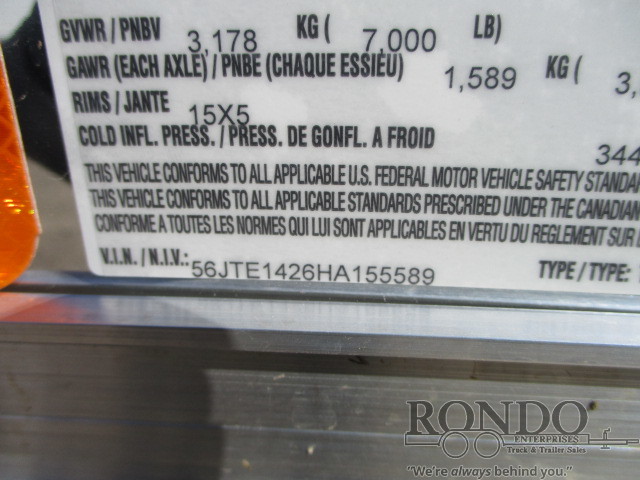 GVWR / PNBV 3,178 KG ( 7,000 LB)
GAWR (EACH AXLE) / PNBE (CHAQUE ESSIEU) 1,589 KG ( 3,
RIMS / JANTE 15X5
COLD INFL. PRESS. / PRESS. DE GONFL. A FROID 344
THIS VEHICLE CONFORMS TO ALL APPLICABLE U.S. FEDERAL MOTOR VEHICLE SAFETY STANDAR
THIS VEHICLE CONFORMS TO ALL APPLICABLE STANDARDS PRESCRIBED UNDER THE CANADIAN
CONFORME A TOUTES LES NORMES QUI LUI SONT APPLICABLES EN VERTU DU REGLEMENT SUR
V.I.N. / N.I.V.: 56JTE1426HA155589 TYPE / TYPE:
RONDO
ENTERPRISES
Truck & Trailer Sales
"We're always behind you."